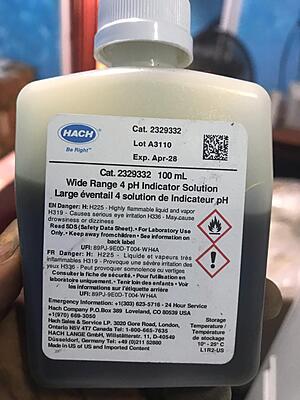 HACH
Be Right™
Cat. 2329332
Lot A3110
Exp. Apr-28
Cat. 2329332 100 mL
Wide Range 4 pH Indicator Solution
Large éventail 4 solution de indicateur pH
EN Danger: H: H225 - Highly flammable liquid and vapor
H319 - Causes serious eye irritation H336 - May cause
drowsiness or dizziness
Read SDS (Safety Data Sheet). • For Laboratory Use
Only. • Keep away from children • See information on
back label
UFI: 89PJ-9E0D-T004-WH4A
FR Danger: H: H225 - Liquide et vapeurs très
inflammables H319 - Provoque une sévère irritation des
yeux H336 - Peut provoquer somnolence ou vertiges
Consulter la fiche de sécurité. • Pour utilisation en
laboratoire uniquement. • Tenir loin des enfants • Voir
les informations sur l'étiquette arrière
UFI: 89PJ-9E0D-T004-WH4A
Emergency Information: +1(303) 623-5716 - 24 Hour Service
Hach Company P.O.Box 389 Loveland, CO 80539 USA
+1(970) 669-3050
Hach Sales & Service LP. 3020 Gore Road, London,
Ontario N5V 4T7 Canada Tel: 1-800-665-7635
HACH LANGE GmbH, Willstätterstr. 11, D-40549
Düsseldorf, Germany Tel: +49 (0)211 52880
Made in US of US and Imported Content
Storage
Temperature /
Température
de stockage
10° - 25° C
L1R2-US